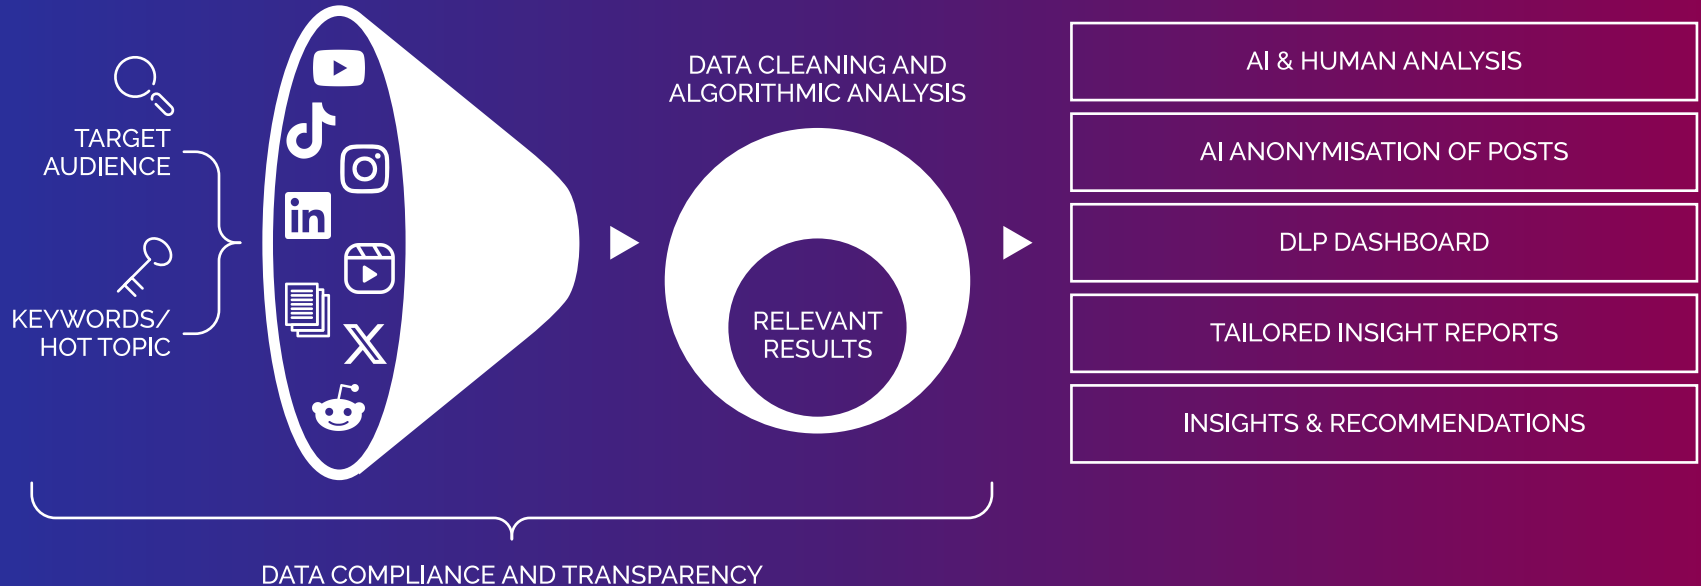 TARGET
AUDIENCE
KEYWORDS/
HOT TOPIC
in
DATA CLEANING AND
ALGORITHMIC ANALYSIS
RELEVANT
RESULTS
AI & HUMAN ANALYSIS
AI ANONYMISATION OF POSTS
DLP DASHBOARD
TAILORED INSIGHT REPORTS
INSIGHTS & RECOMMENDATIONS
DATA COMPLIANCE AND TRANSPARENCY